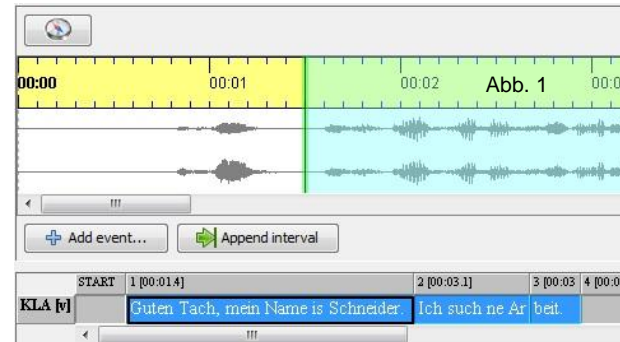 00:00 00:01 00:02 Abb. 1 00:0
Add event... Append interval
START 1 [00:01.4] 2 [00:03.1] 3 [00:03 4 [00:0
KLA [v] Guten Tach, mein Name is Schneider. Ich such ne Ar beit.